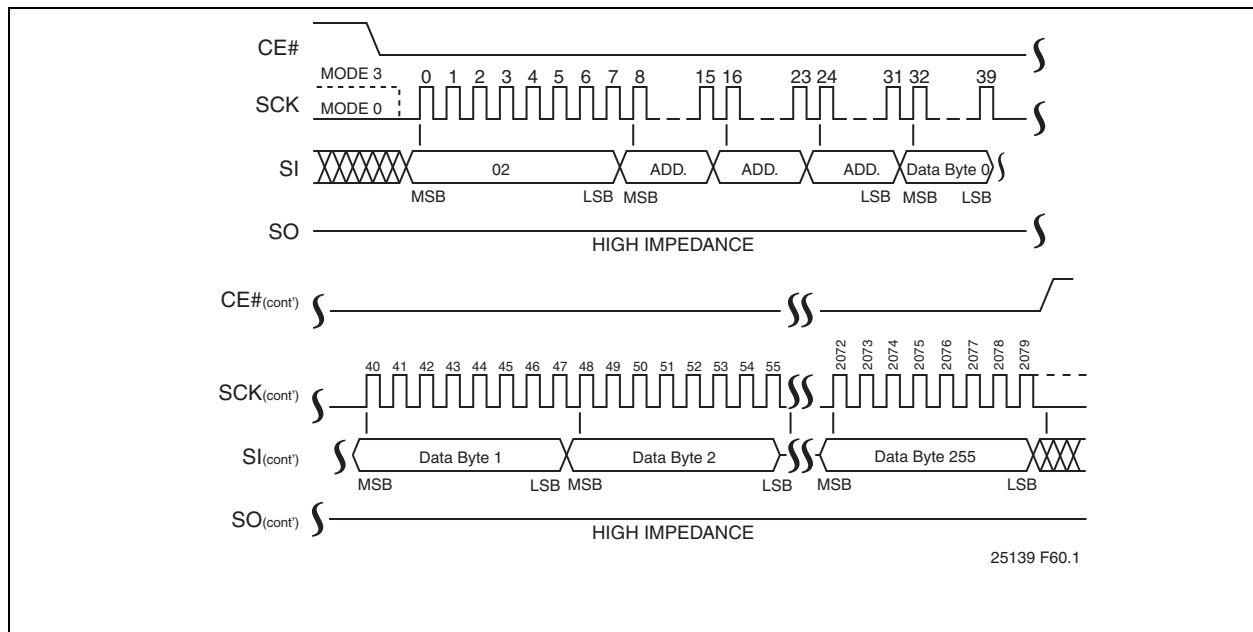 CE#
MODE 3
0 1 2 3 4 5 6 7 8 15 16 23 24 31 32 39
SCK
MODE 0
SI
02 ADD. ADD. ADD. Data Byte 0
MSB LSB MSB LSB MSB LSB
SO
HIGH IMPEDANCE
CE#(cont')
40 41 42 43 44 45 46 47 48 49 50 51 52 53 54 55 2072 2073 2074 2075 2076 2077 2078 2079
SCK(cont')
SI(cont')
Data Byte 1 Data Byte 2 Data Byte 255
MSB LSB MSB LSB MSB LSB
SO(cont')
HIGH IMPEDANCE
25139 F60.1